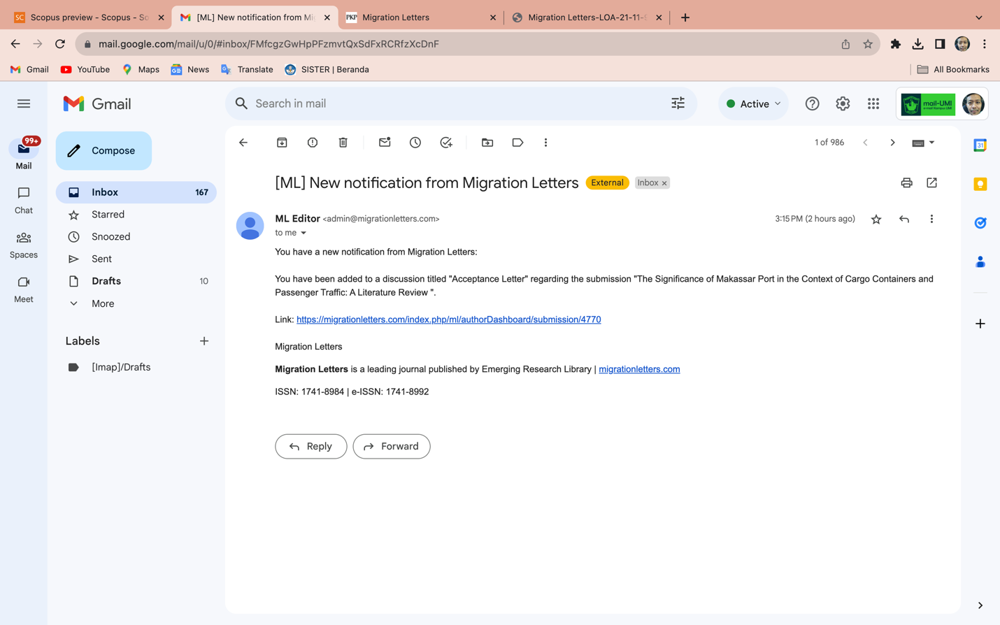 Scopus preview - Scopus - So
[ML] New notification from Mi
PKP Migration Letters
Migration Letters-LOA-21-11-
mail.google.com/mail/u/0/#inbox/FMfcgzGwHpPFzmvtQxSdFxRCRfzXcDnF
Gmail YouTube Maps News Translate SISTER | Beranda All Bookmarks
Gmail
Search in mail
Active
mail-UMI
99+
Mail
Chat
Spaces
Meet
Compose
Inbox 167
Starred
Snoozed
Sent
Drafts 10
More
Labels
[Imap]/Drafts
1 of 986
31
[ML] New notification from Migration Letters External Inbox x
ML Editor <admin@migrationletters.com> 3:15 PM (2 hours ago)
to me
You have a new notification from Migration Letters:
You have been added to a discussion titled "Acceptance Letter" regarding the submission "The Significance of Makassar Port in the Context of Cargo Containers and
Passenger Traffic: A Literature Review ".
Link: https://migrationletters.com/index.php/ml/authorDashboard/submission/4770
Migration Letters
Migration Letters is a leading journal published by Emerging Research Library | migrationletters.com
ISSN: 1741-8984 | e-ISSN: 1741-8992
Reply
Forward